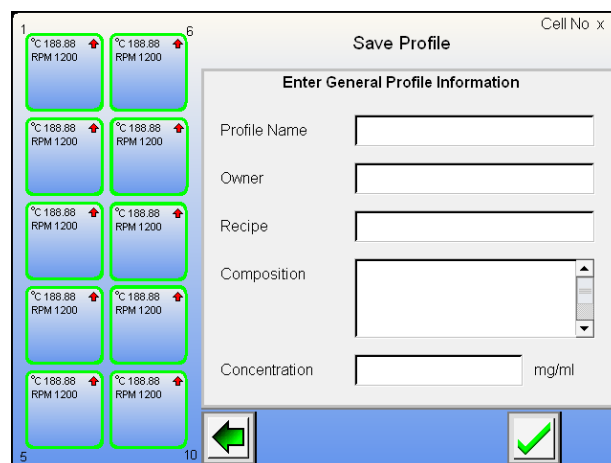 1
6
°C 188.88
RPM 1200
°C 188.88
RPM 1200
°C 188.88
RPM 1200
°C 188.88
RPM 1200
°C 188.88
RPM 1200
°C 188.88
RPM 1200
°C 188.88
RPM 1200
°C 188.88
RPM 1200
°C 188.88
RPM 1200
°C 188.88
RPM 1200
5
10
Cell No x
Save Profile
Enter General Profile Information
Profile Name
Owner
Recipe
Composition
Concentration mg/ml